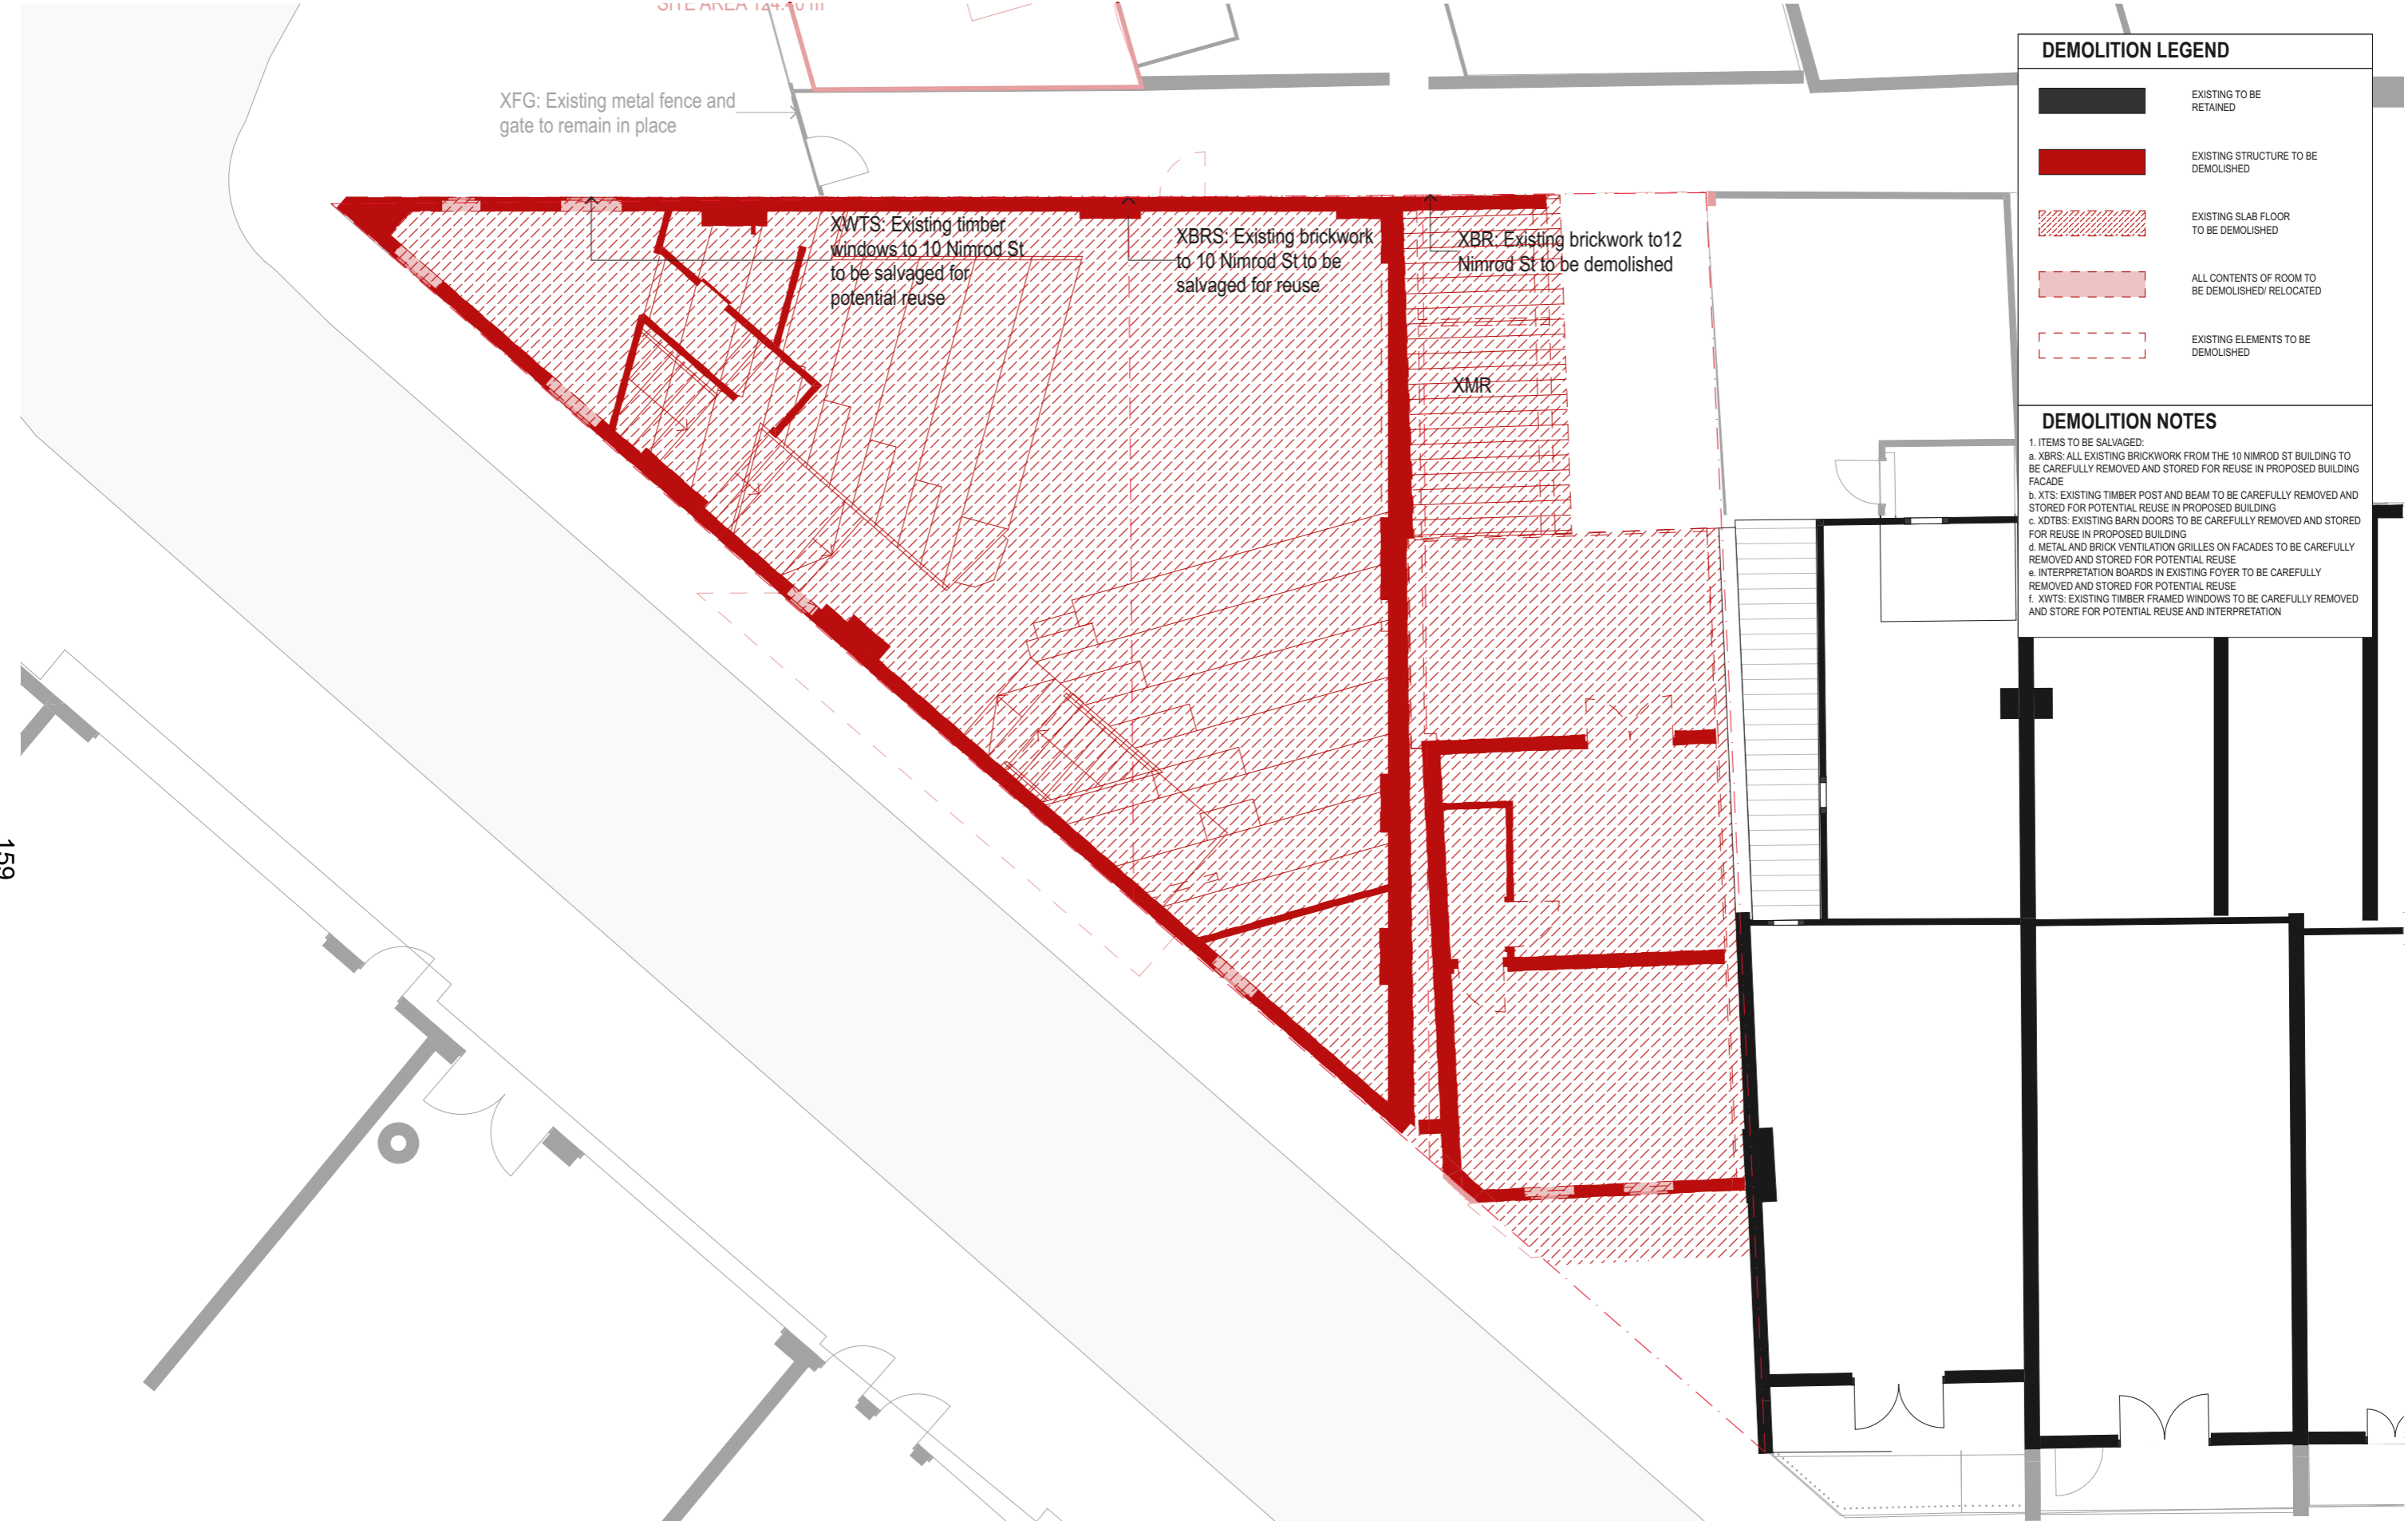 SITE AREA 124.40 m
XFG: Existing metal fence and
gate to remain in place
XWTS: Existing timber
windows to 10 Nimrod St
to be salvaged for
potential reuse
XBRS: Existing brickwork
to 10 Nimrod St to be
salvaged for reuse
XBR: Existing brickwork to12
Nimrod St to be demolished
XMR
159
DEMOLITION LEGEND
EXISTING TO BE
RETAINED
EXISTING STRUCTURE TO BE
DEMOLISHED
EXISTING SLAB FLOOR
TO BE DEMOLISHED
ALL CONTENTS OF ROOM TO
BE DEMOLISHED/ RELOCATED
EXISTING ELEMENTS TO BE
DEMOLISHED
DEMOLITION NOTES
1. ITEMS TO BE SALVAGED:
a. XBRS: ALL EXISTING BRICKWORK FROM THE 10 NIMROD ST BUILDING TO
BE CAREFULLY REMOVED AND STORED FOR REUSE IN PROPOSED BUILDING
FACADE
b. XTS: EXISTING TIMBER POST AND BEAM TO BE CAREFULLY REMOVED AND
STORED FOR POTENTIAL REUSE IN PROPOSED BUILDING
c. XDTBS: EXISTING BARN DOORS TO BE CAREFULLY REMOVED AND STORED
FOR REUSE IN PROPOSED BUILDING
d. METAL AND BRICK VENTILATION GRILLES ON FACADES TO BE CAREFULLY
REMOVED AND STORED FOR POTENTIAL REUSE
e. INTERPRETATION BOARDS IN EXISTING FOYER TO BE CAREFULLY
REMOVED AND STORED FOR POTENTIAL REUSE
f. XWTS: EXISTING TIMBER FRAMED WINDOWS TO BE CAREFULLY REMOVED
AND STORE FOR POTENTIAL REUSE AND INTERPRETATION